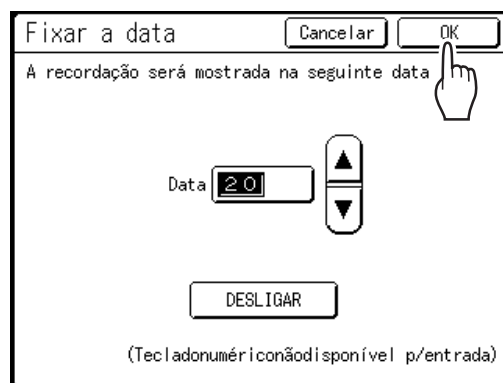 Fixar a data Cancelar OK
A recordação será mostrada na seguinte data
Data 20
DESLIGAR
(Tecladonumériconãodisponível p/entrada)